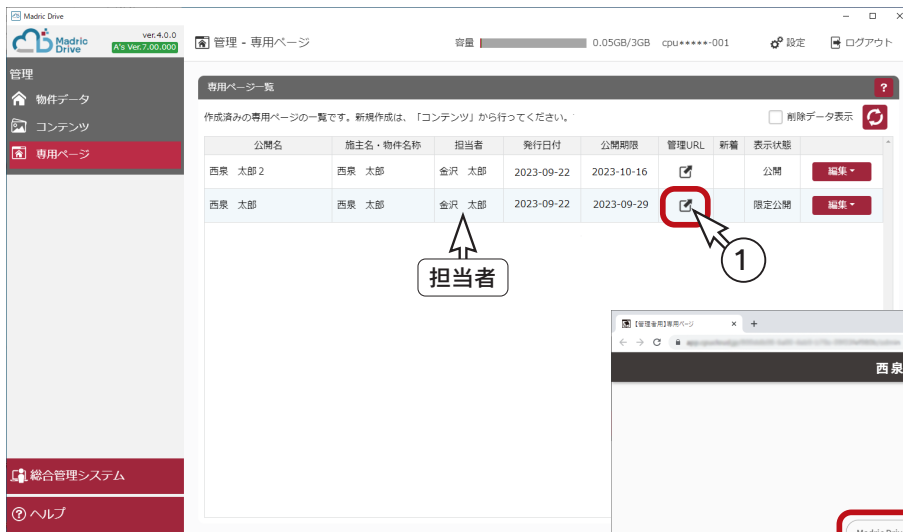 Madric Drive
Madric Drive
ver.4.0.0
A's Ver.7.00.000
管理 - 専用ページ
容量
0.05GB/3GB
cpu*****-001
設定
ログアウト
管理
物件データ
コンテンツ
専用ページ
専用ページ一覧
?
作成済みの専用ページの一覧です。新規作成は、「コンテンツ」から行ってください。
削除データ表示
公開名 施主名・物件名称 担当者 発行日付 公開期限 管理URL 新着 表示状態
西泉 太郎2 西泉 太郎 金沢 太郎 2023-09-22 2023-10-16 公開 編集
西泉 太郎 西泉 太郎 金沢 太郎 2023-09-22 2023-09-29 限定公開 編集
担当者
1
【管理者用】専用ページ
西泉
総合管理システム
ヘルプ
Madric Driv